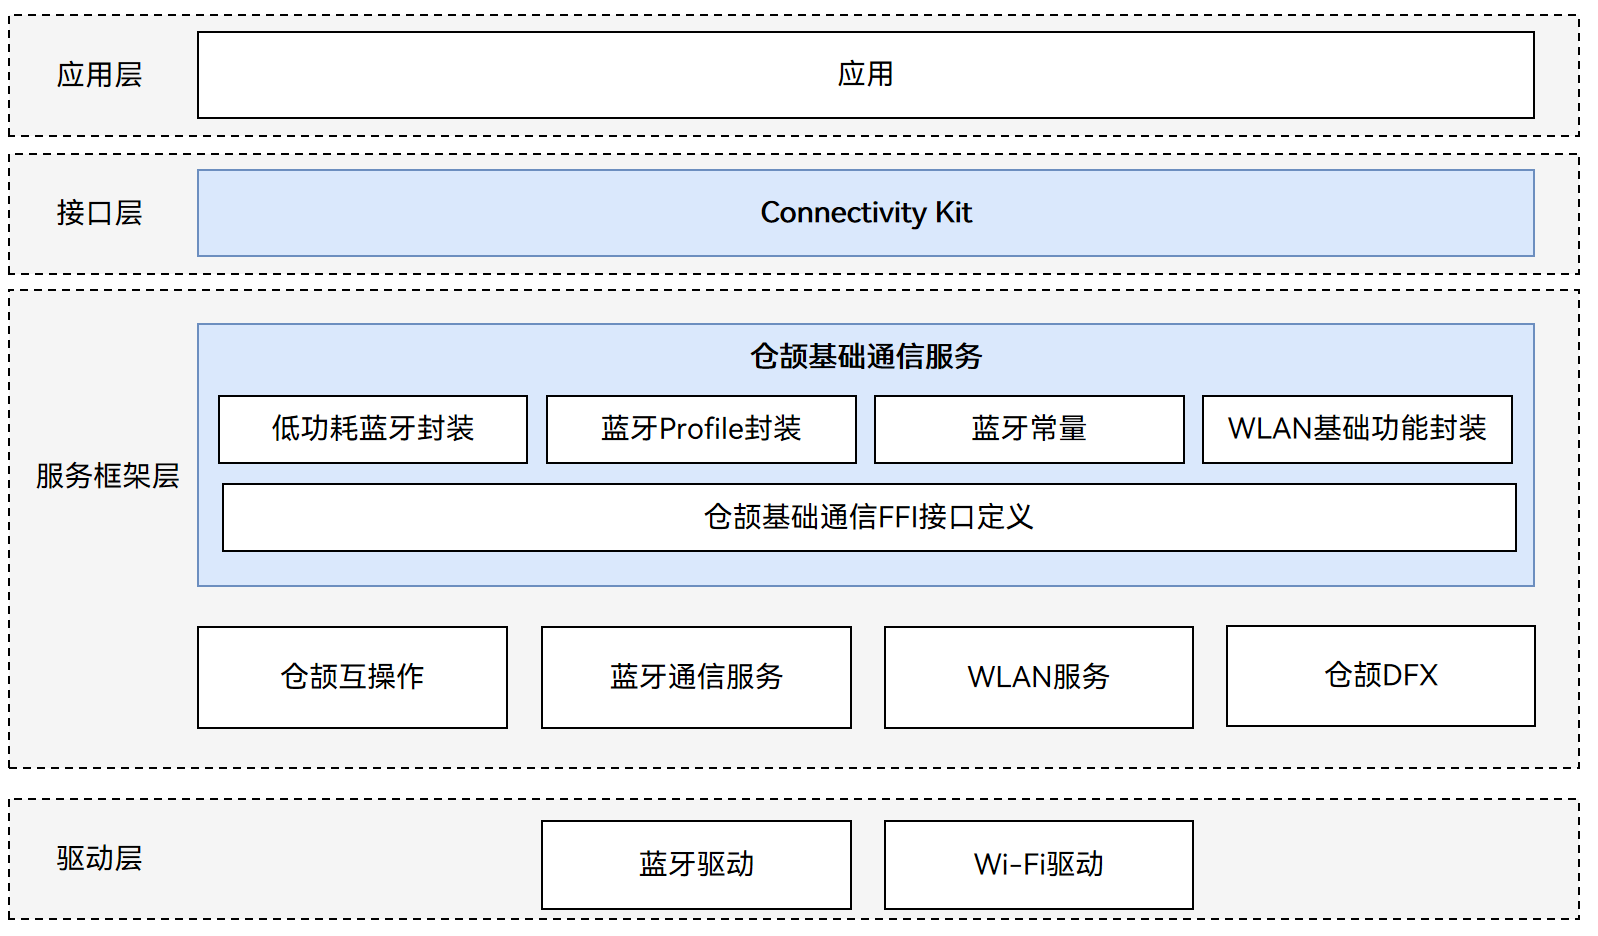 应用层
应用
接口层
Connectivity Kit
服务框架层
仓颉基础通信服务
低功耗蓝牙封装
蓝牙Profile封装
蓝牙常量
WLAN基础功能封装
仓颉基础通信FFI接口定义
仓颉互操作
蓝牙通信服务
WLAN服务
仓颉DFX
驱动层
蓝牙驱动
Wi-Fi驱动